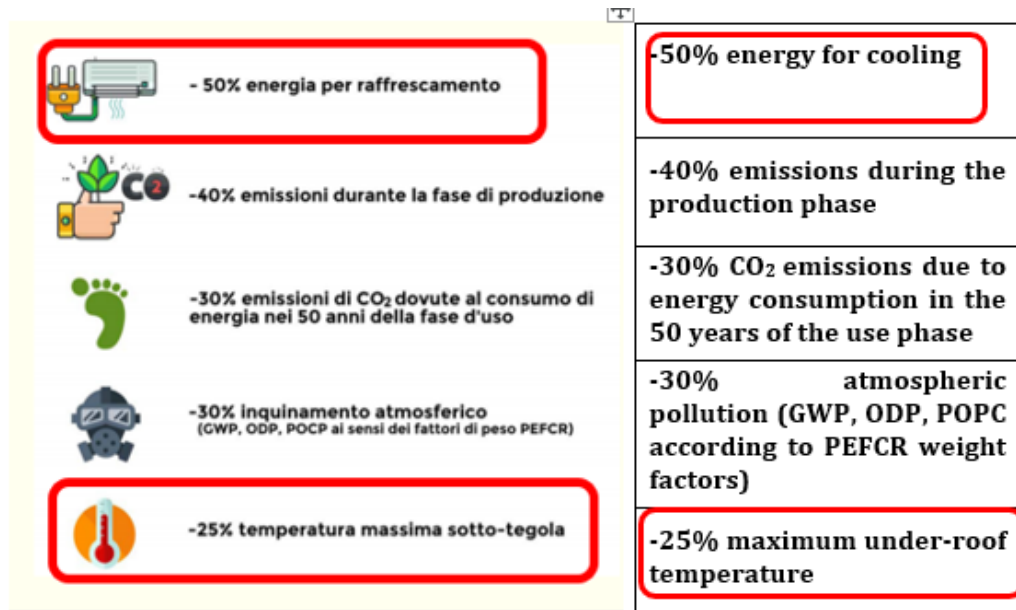 - 50% energia per raffrescamento
-50% energy for cooling
CO2
-40% emissioni durante la fase di produzione
-40% emissions during the
production phase
-30% emissioni di CO₂ dovute al consumo di
energia nei 50 anni della fase d'uso
-30% CO₂ emissions due to
energy consumption in the
50 years of the use phase
-30% inquinamento atmosferico
(GWP, ODP, POCP ai sensi dei fattori di peso PEFCR)
-30% atmospheric
pollution (GWP, ODP, POPC
according to PEFCR weight
factors)
-25% temperatura massima sotto-tegola
-25% maximum under-roof
temperature